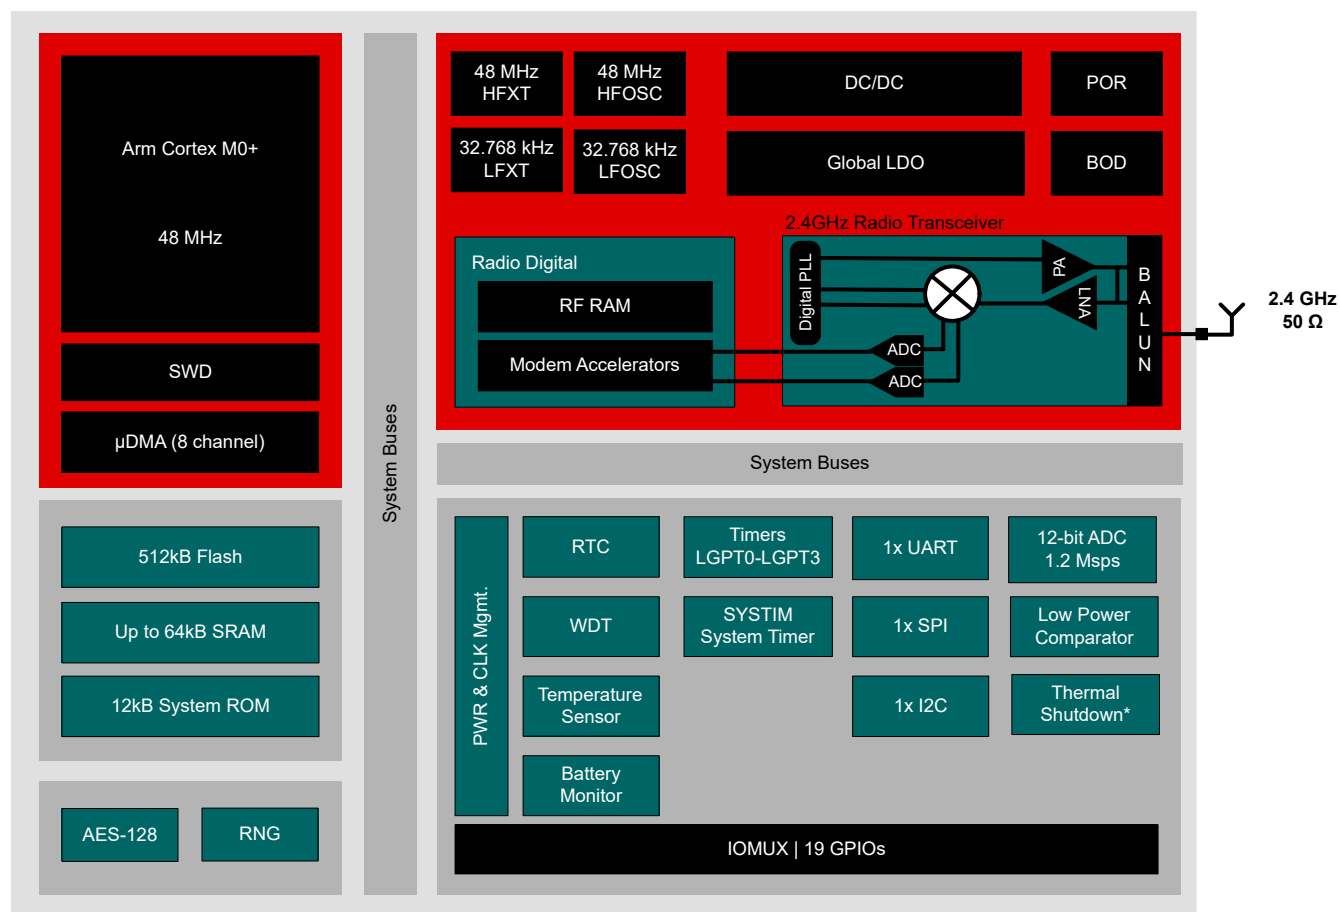 Arm Cortex M0+
48 MHz
SWD
µDMA (8 channel)
512kB Flash
Up to 64kB SRAM
12kB System ROM
AES-128
RNG
System Buses
48 MHz
HFXT
48 MHz
HFOSC
32.768 kHz
LFXT
32.768 kHz
LFOSC
DC/DC
POR
Global LDO
BOD
Radio Digital
RF RAM
Modem Accelerators
2.4GHz Radio Transceiver
Digital PLL
PA
LNA
ADC
ADC
BALUN
2.4 GHz
50 Ω
System Buses
PWR & CLK Mgmt.
RTC
WDT
Temperature
Sensor
Battery
Monitor
Timers
LGPT0-LGPT3
SYSTIM
System Timer
1x UART
1x SPI
1x I2C
12-bit ADC
1.2 Msps
Low Power
Comparator
Thermal
Shutdown*
IOMUX | 19 GPIOs